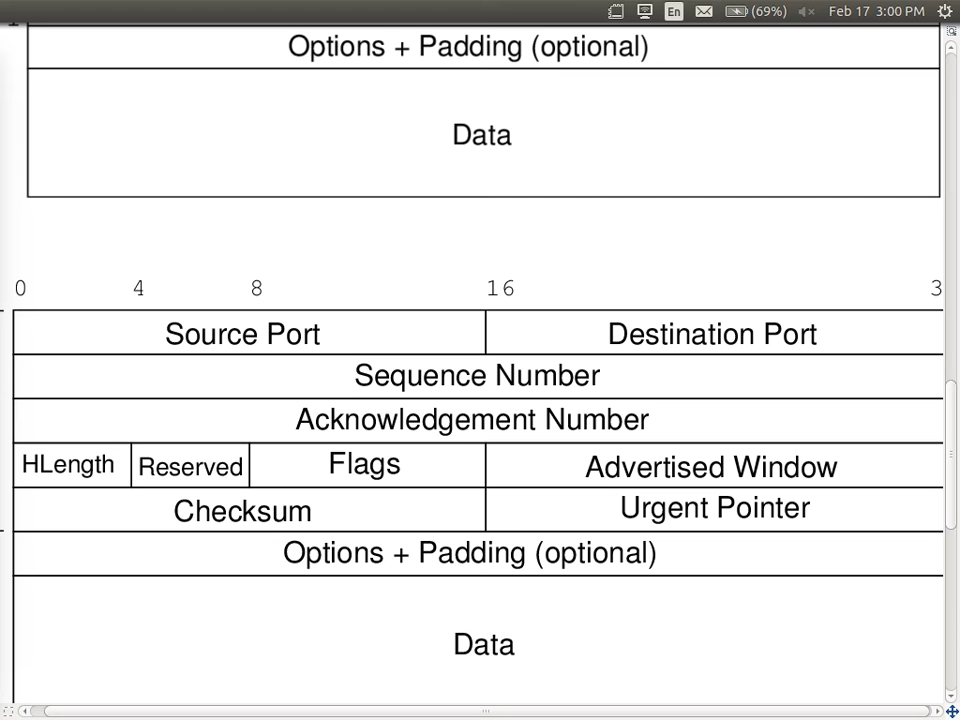 En (69%) Feb 17 3:00 PM
Options + Padding (optional)
Data
0 4 8 16 3
Source Port Destination Port
Sequence Number
Acknowledgement Number
HLength Reserved Flags Advertised Window
Checksum Urgent Pointer
Options + Padding (optional)
Data